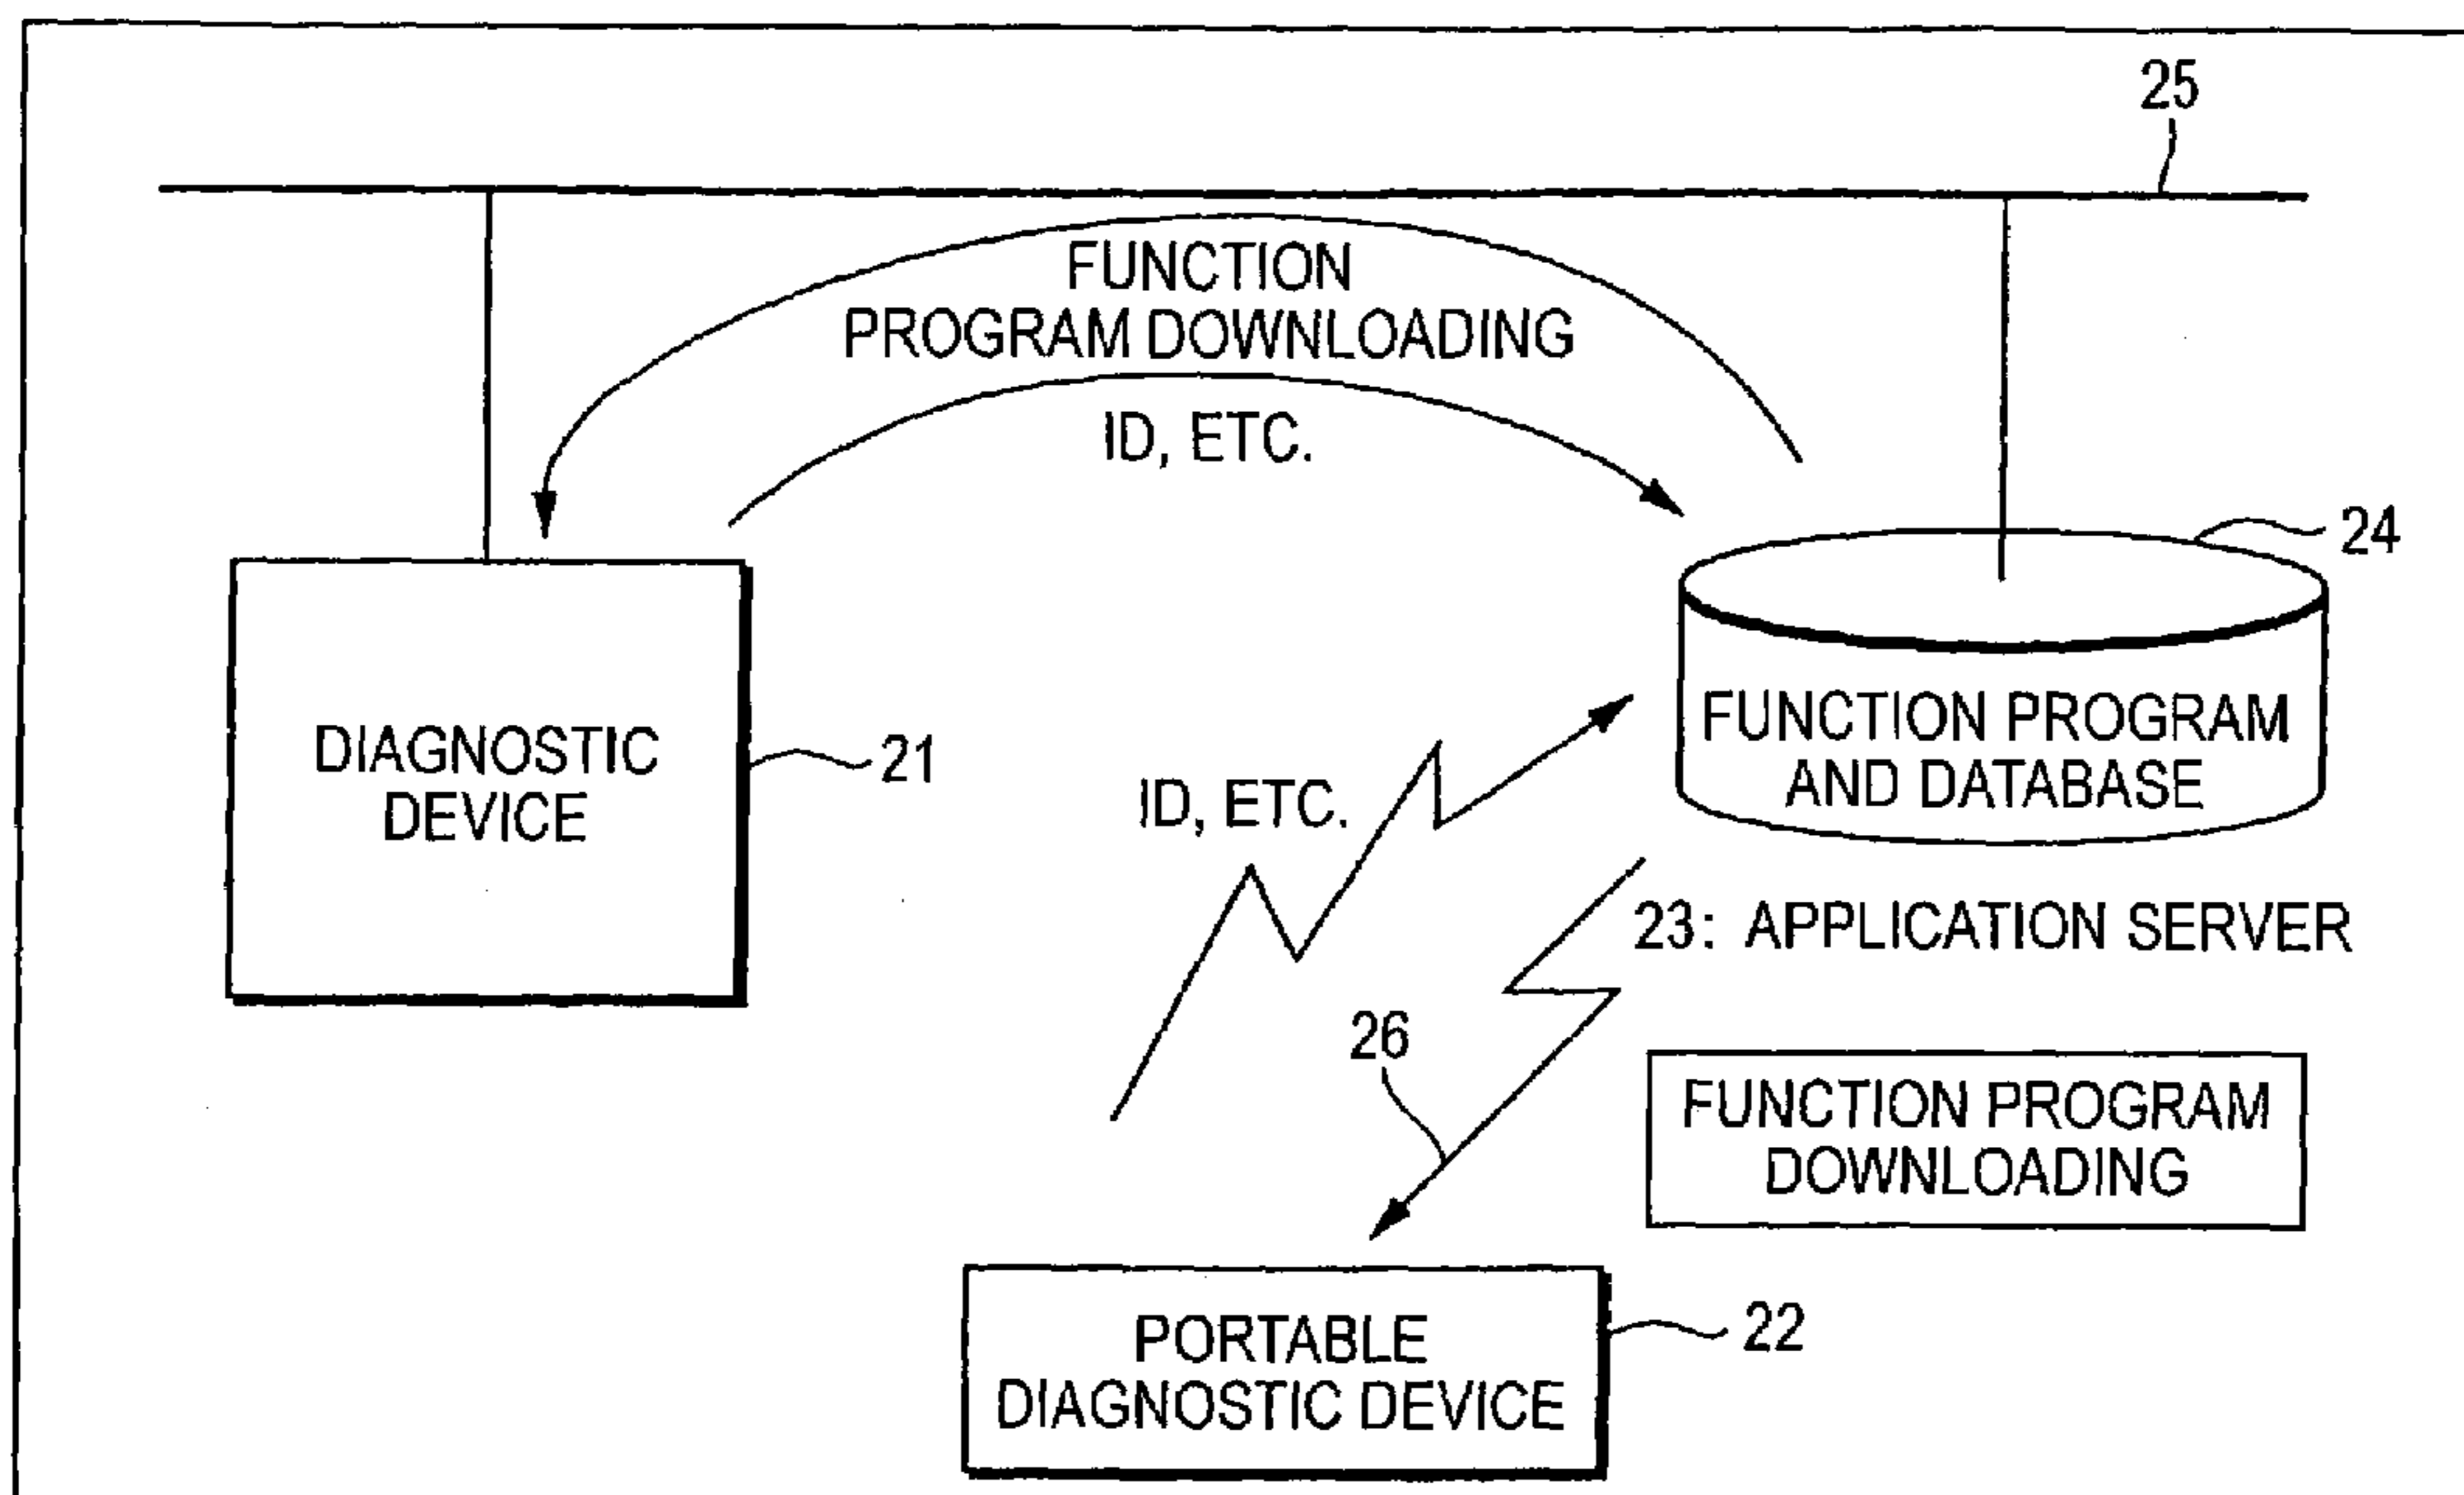 25
FUNCTION
PROGRAM DOWNLOADING
ID, ETC.
24
DIAGNOSTIC
DEVICE
21
FUNCTION PROGRAM
AND DATABASE
ID, ETC.
23: APPLICATION SERVER
26
FUNCTION PROGRAM
DOWNLOADING
PORTABLE
DIAGNOSTIC DEVICE
22